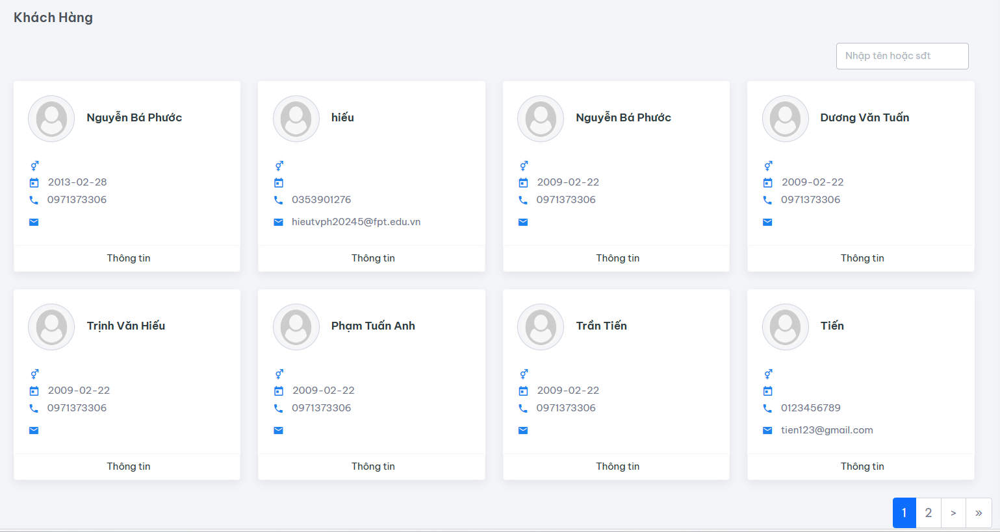 Khách Hàng
Nhập tên hoặc sđt
Nguyễn Bá Phước
2013-02-28
0971373306
Thông tin
hiếu
0353901276
hieutvph20245@fpt.edu.vn
Thông tin
Nguyễn Bá Phước
2009-02-22
0971373306
Thông tin
Dương Văn Tuấn
2009-02-22
0971373306
Thông tin
Trịnh Văn Hiếu
2009-02-22
0971373306
Thông tin
Phạm Tuấn Anh
2009-02-22
0971373306
Thông tin
Trần Tiến
2009-02-22
0971373306
Thông tin
Tiến
0123456789
tien123@gmail.com
Thông tin
1 2 > »